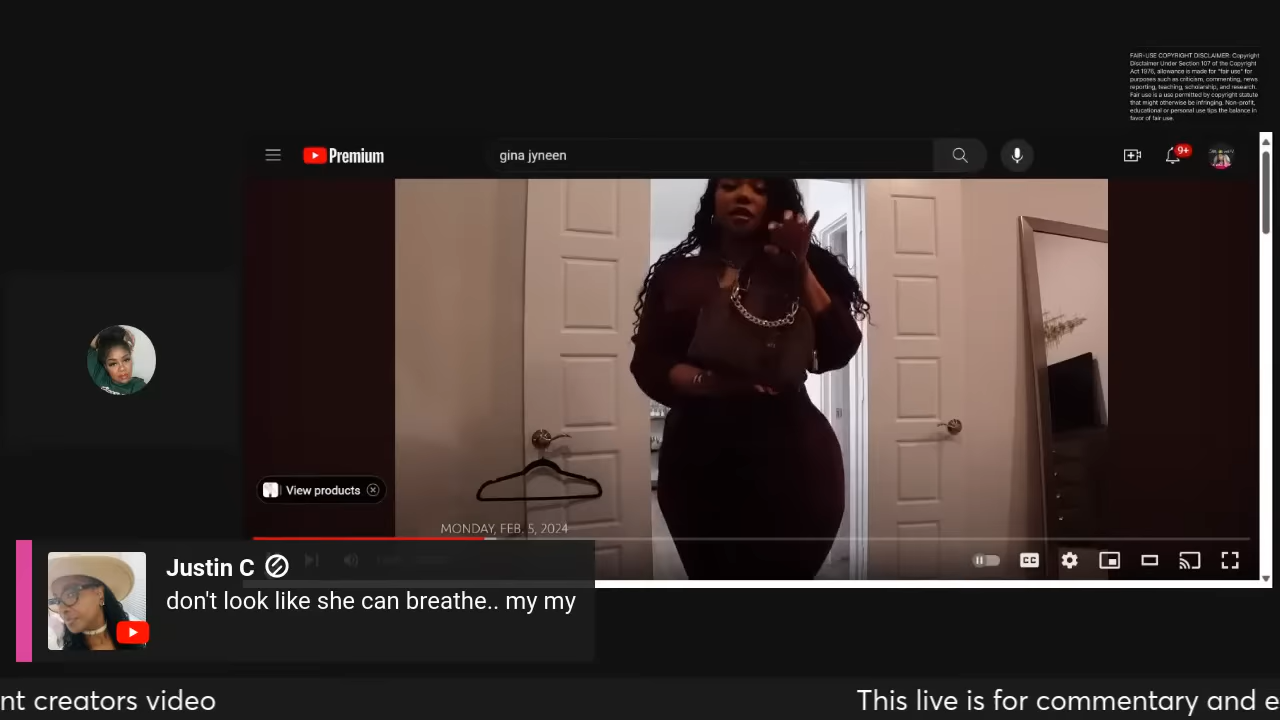 FAIR-USE COPYRIGHT DISCLAIMER: Copyright
Disclaimer Under Section 107 of the Copyright
Act 1976, allowance is made for "fair use" for
purposes such as criticism, commenting, news
reporting, teaching, scholarship, and research.
Fair use is a use permitted by copyright statute
that might otherwise be infringing. Non-profit,
educational or personal use tips the balance in
favor of fair use.
Premium
gina jyneen
9+
View products
MONDAY, FEB. 5, 2024
CC
Justin C
don't look like she can breathe.. my my
nt creators video
This live is for commentary and e